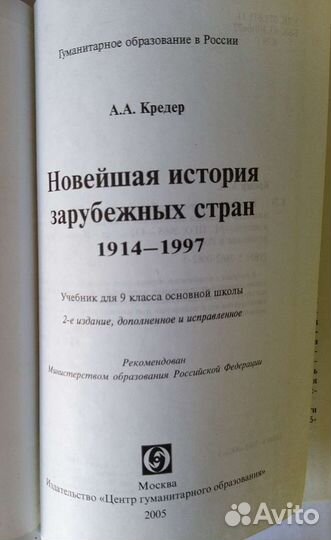 Гуманитарное образование в России
А.А. Кредер
Новейшая история
зарубежных стран
1914—1997
Учебник для 9 класса основной школы
2-е издание, дополненное и исправленное
Рекомендован
Министерством образования Российской Федерации
Москва
Издательство «Центр гуманитарного образования»
2005
Avito